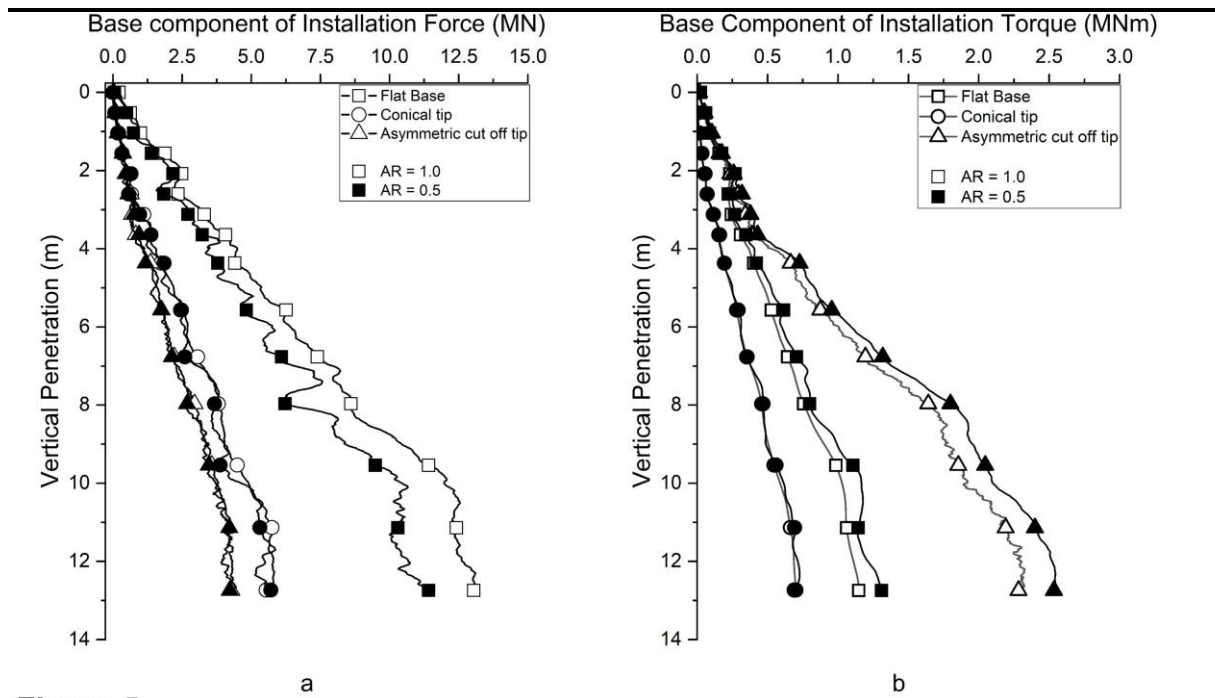 Base component of Installation Force (MN)
0.0 2.5 5.0 7.5 10.0 12.5 15.0
0
2
4
6
8
10
12
14
Vertical Penetration (m)
Flat Base
Conical tip
Asymmetric cut off tip
AR = 1.0
AR = 0.5
a
Base Component of Installation Torque (MNm)
0.0 0.5 1.0 1.5 2.0 2.5 3.0
0
2
4
6
8
10
12
14
Vertical Penetration (m)
Flat Base
Conical tip
Asymmetric cut off tip
AR = 1.0
AR = 0.5
b